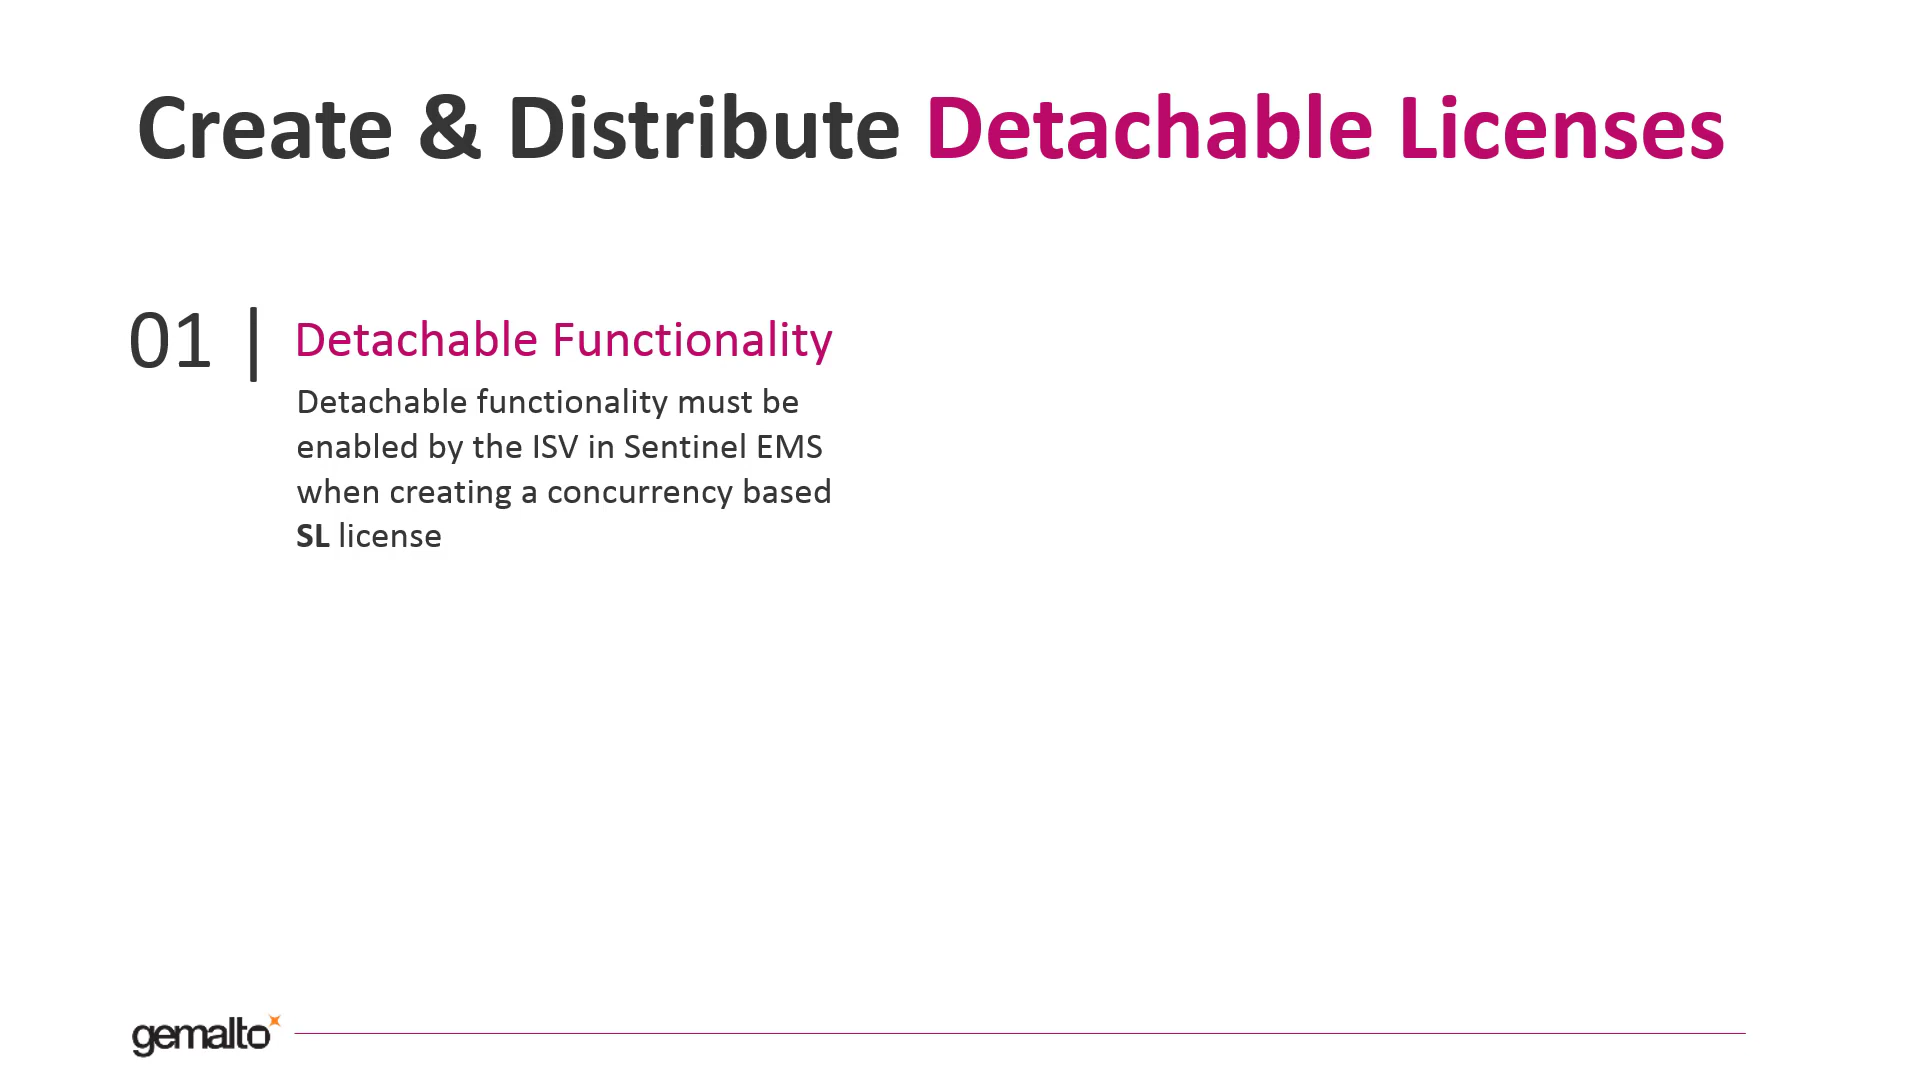 Create & Distribute Detachable Licenses
01 | Detachable Functionality
Detachable functionality must be
enabled by the ISV in Sentinel EMS
when creating a concurrency based
SL license
gemalto